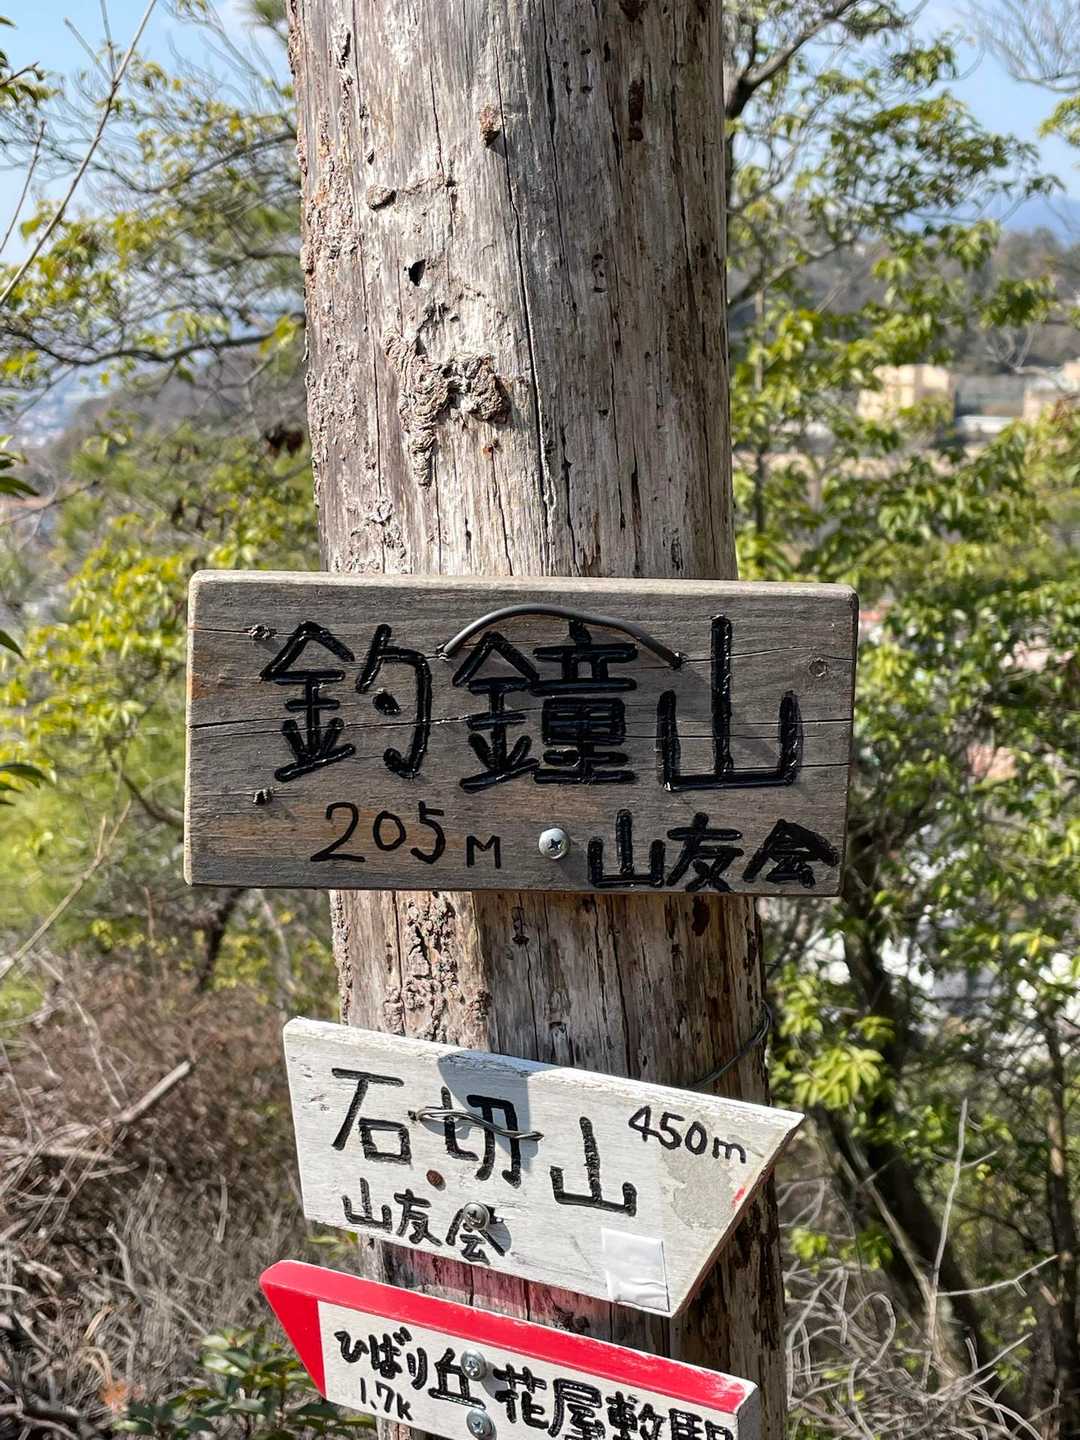 釣鐘山
205M 山友会
石切山 450m
山友会
ひばり丘 花屋敷駅
1.7K